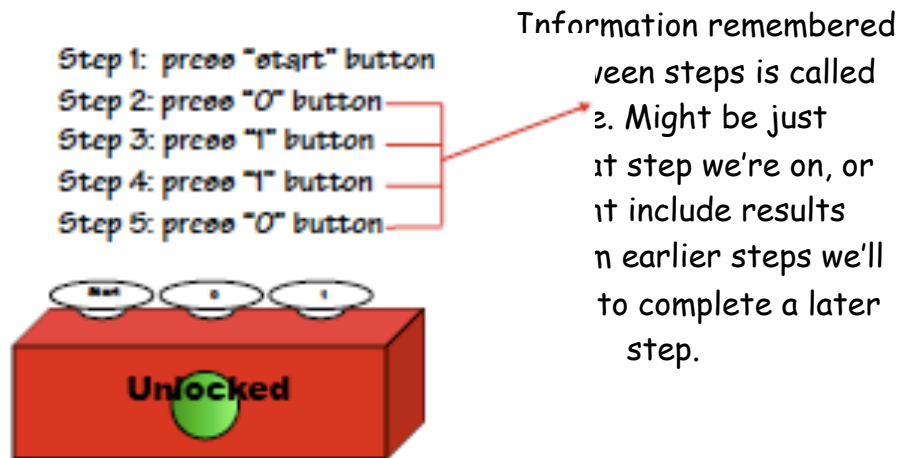 Step 1: press "start" button
Step 2: press "0" button
Step 3: press "1" button
Step 4: press "1" button
Step 5: press "0" button
Information remembered
steps is called
Might be just
step we're on, or
include results
earlier steps we'll
to complete a later
step.
Start 0 1
Unlocked